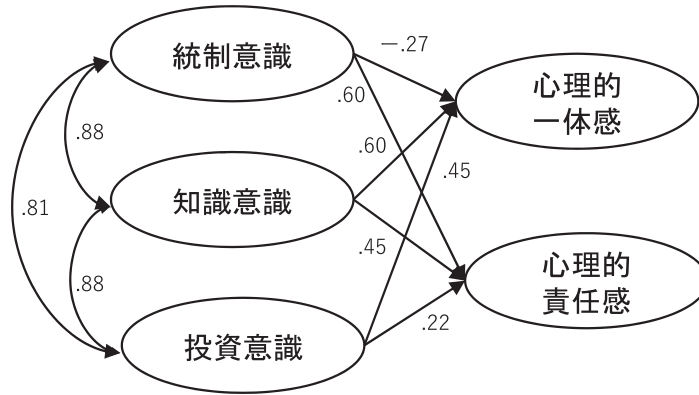 統制意識
知識意識
投資意識
心理的
一体感
心理的
責任感
−.27
.60
.60
.45
.45
.22
.88
.81
.88